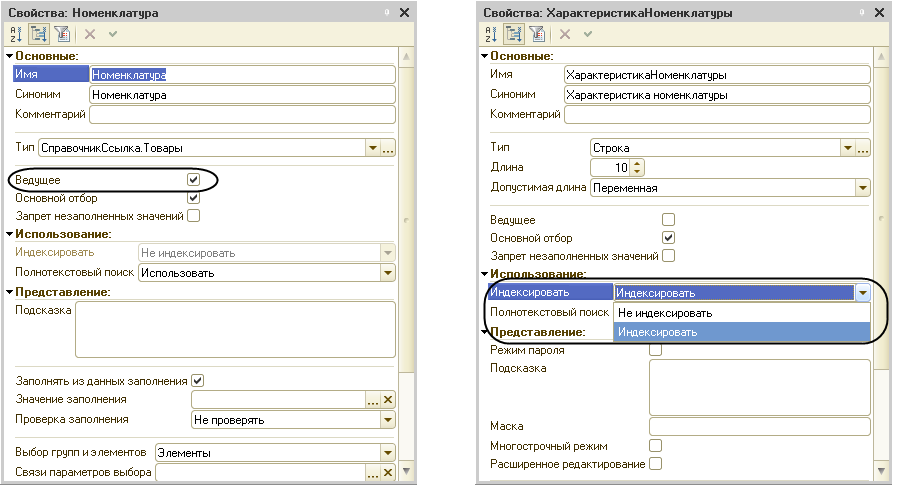 Свойства: Номенклатура
Основные:
Имя Номенклатура
Синоним Номенклатура
Комментарий
Тип СправочникСсылка.Товары
Ведущее
Основной отбор
Запрет незаполненных значений
Использование:
Индексировать Не индексировать
Полнотекстовый поиск Использовать
Представление:
Подсказка
Заполнять из данных заполнения
Значение заполнения
Проверка заполнения Не проверять
Выбор групп и элементов Элементы
Связи параметров выбора
Свойства: ХарактеристикаНоменклатуры
Основные:
Имя ХарактеристикаНоменклатуры
Синоним Характеристика номенклатуры
Комментарий
Тип Строка
Длина 10
Допустимая длина Переменная
Ведущее
Основной отбор
Запрет незаполненных значений
Использование:
Индексировать Индексировать
Полнотекстовый поиск Не индексировать
Индексировать
Представление:
Режим пароля
Подсказка
Маска
Многострочный режим
Расширенное редактирование